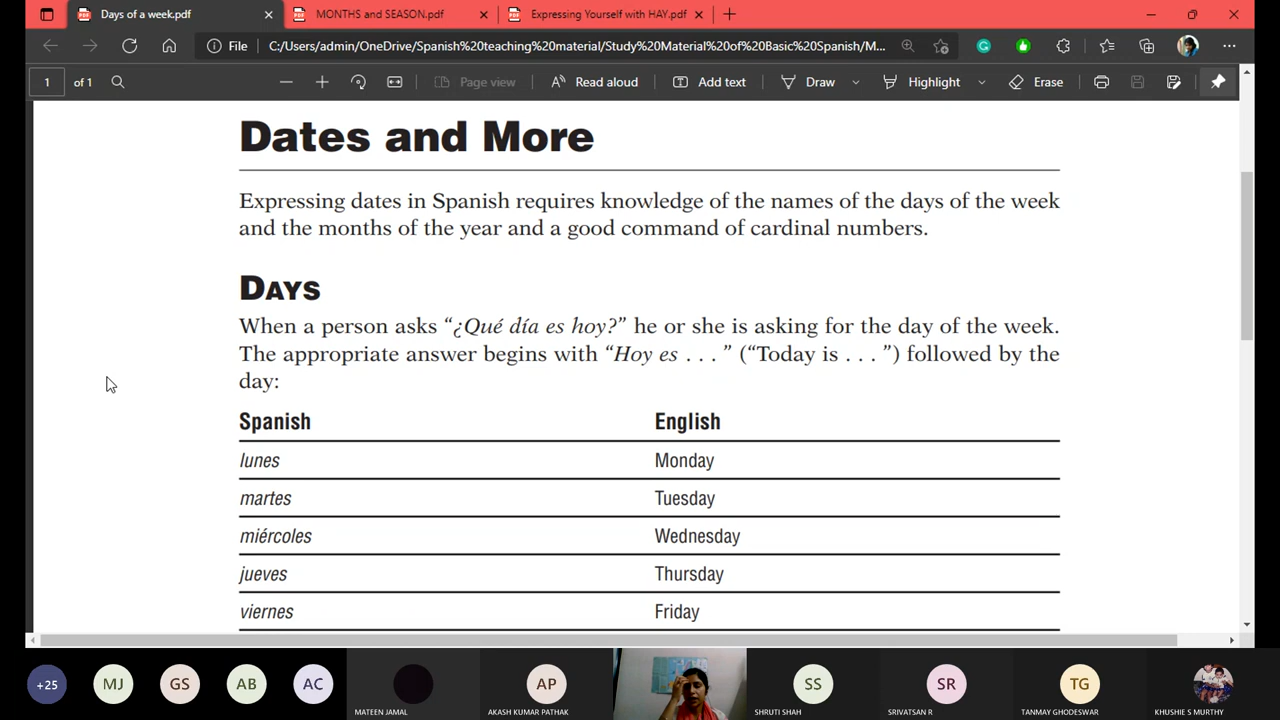 Days of a week.pdf
MONTHS and SEASON.pdf
Expressing Yourself with HAY.pdf
File
C:/Users/admin/OneDrive/Spanish%20teaching%20material/Study%20Material%20of%20Basic%20Spanish/M...
1 of 1
Page view
Read aloud
Add text
Draw
Highlight
Erase
Dates and More
Expressing dates in Spanish requires knowledge of the names of the days of the week
and the months of the year and a good command of cardinal numbers.
DAYS
When a person asks “¿Qué día es hoy?” he or she is asking for the day of the week.
The appropriate answer begins with “Hoy es . . . ” (“Today is . . . ”) followed by the
day:
Spanish English
lunes Monday
martes Tuesday
miércoles Wednesday
jueves Thursday
viernes Friday
+25 MJ GS AB AC AP SS SR TG
MATEEN JAMAL AKASH KUMAR PATHAK SHRUTI SHAH SRIVATSAN R TANMAY GHODESWAR KHUSHIE S MURTHY